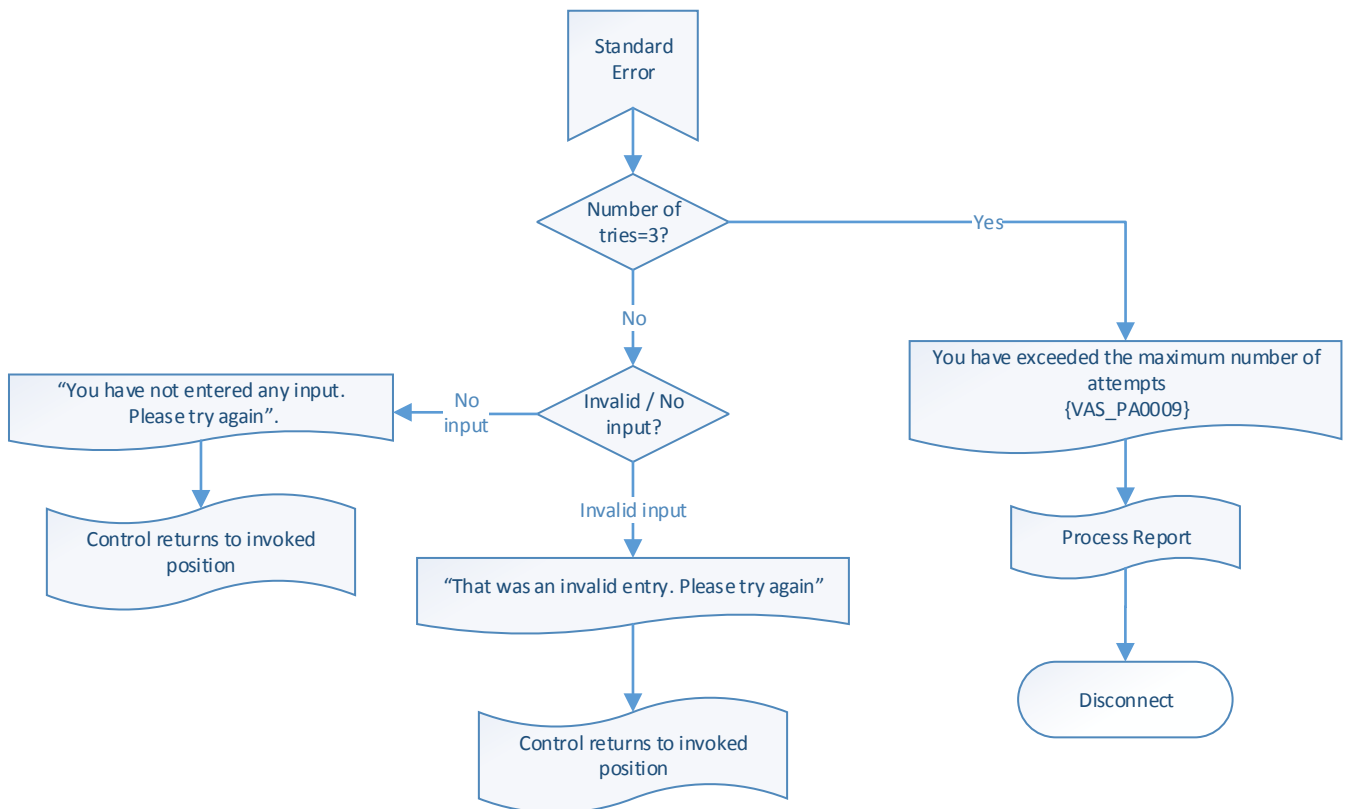 Standard
Error
Number of
tries=3?
Yes
No
You have exceeded the maximum number of
attempts
{VAS_PA0009}
“You have not entered any input.
Please try again”.
No
input
Invalid / No
input?
Invalid input
Control returns to invoked
position
Process Report
“That was an invalid entry. Please try again”
Disconnect
Control returns to invoked
position